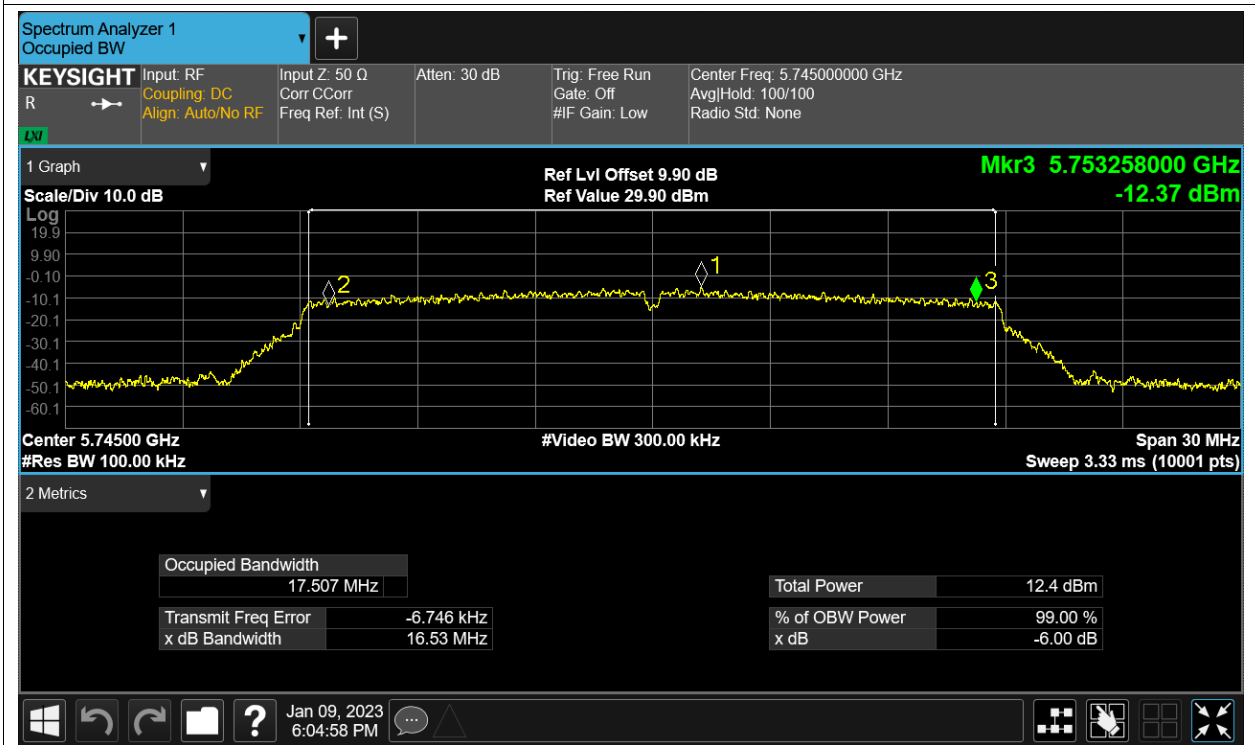 Spectrum Analyzer 1
Occupied BW
KEYSIGHT
R
LXI
Input: RF
Coupling: DC
Align: Auto/No RF
Input Z: 50 Ω
Corr CCorr
Freq Ref: Int (S)
Atten: 30 dB
Trig: Free Run
Gate: Off
#IF Gain: Low
Center Freq: 5.745000000 GHz
Avg|Hold: 100/100
Radio Std: None
1 Graph
Scale/Div 10.0 dB
Ref Lvl Offset 9.90 dB
Ref Value 29.90 dBm
Mkr3 5.753258000 GHz
-12.37 dBm
Log
19.9
9.90
-0.10
-10.1
-20.1
-30.1
-40.1
-50.1
-60.1
2
1
3
Center 5.74500 GHz
#Res BW 100.00 kHz
#Video BW 300.00 kHz
Span 30 MHz
Sweep 3.33 ms (10001 pts)
2 Metrics
Occupied Bandwidth
17.507 MHz
Transmit Freq Error -6.746 kHz
x dB Bandwidth 16.53 MHz
Total Power 12.4 dBm
% of OBW Power 99.00 %
x dB -6.00 dB
?
Jan 09, 2023
6:04:58 PM